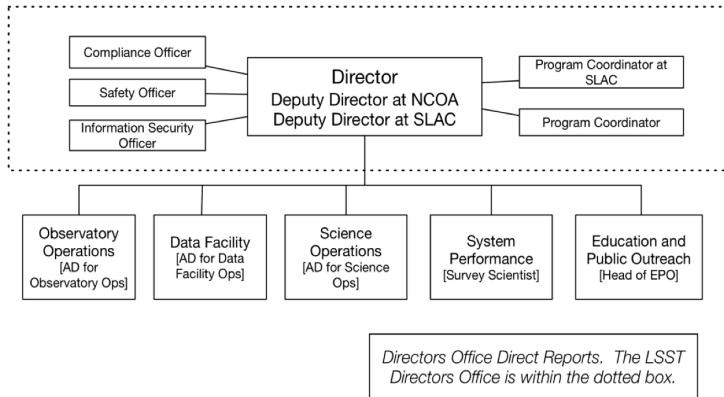 Compliance Officer
Safety Officer
Information Security
Officer
Director
Deputy Director at NCOA
Deputy Director at SLAC
Program Coordinator at
SLAC
Program Coordinator
Observatory
Operations
[AD for
Observatory Ops]
Data Facility
[AD for Data
Facility Ops]
Science
Operations
[AD for Science
Ops]
System
Performance
[Survey Scientist]
Education and
Public Outreach
[Head of EPO]
Directors Office Direct Reports. The LSST
Directors Office is within the dotted box.